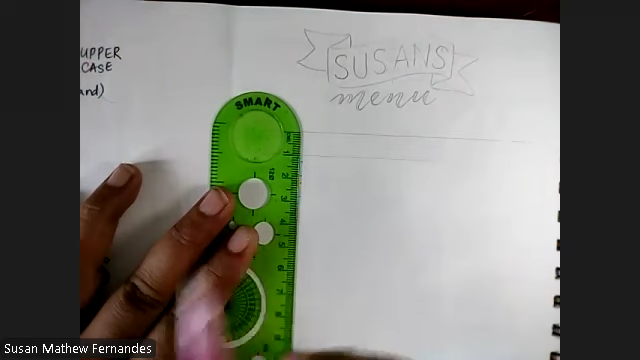 UPPER
CASE
and)
SUSANS
menu
SMART
Susan Mathew Fernandes